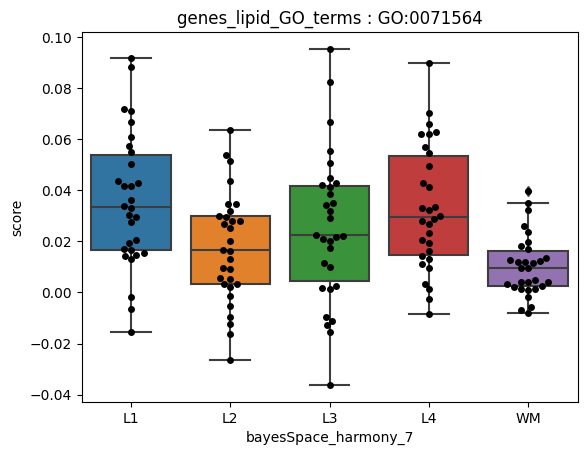 genes_lipid_GO_terms : GO:0071564
0.10
0.08
0.06
0.04
0.02
0.00
−0.02
−0.04
score
L1 L2 L3 L4 WM
bayesSpace_harmony_7